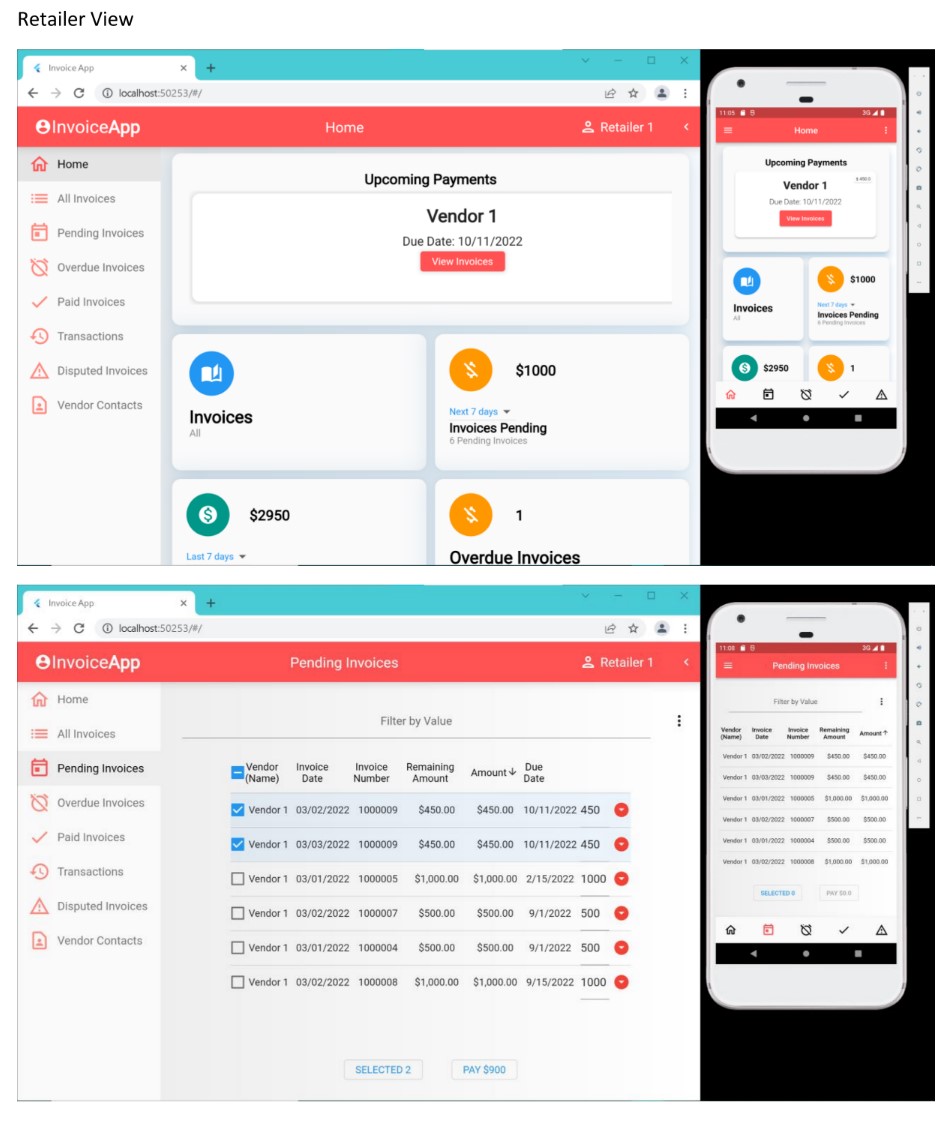 Retailer View
Invoice App
localhost:50253/#/
InvoiceApp
Home
Retailer 1
Home
All Invoices
Pending Invoices
Overdue Invoices
Paid Invoices
Transactions
Disputed Invoices
Vendor Contacts
Upcoming Payments
Vendor 1
Due Date: 10/11/2022
View Invoices
Invoices
All
$1000
Next 7 days
Invoices Pending
6 Pending Invoices
$2950
Last 7 days
1
Overdue Invoices
11:05 3G
Home
Upcoming Payments
$ 450.0
Vendor 1
Due Date: 10/11/2022
View Invoices
Invoices
All
$1000
Next 7 days
Invoices Pending
6 Pending Invoices
$2950
1
Invoice App
localhost:50253/#/
InvoiceApp
Pending Invoices
Retailer 1
Home
All Invoices
Pending Invoices
Overdue Invoices
Paid Invoices
Transactions
Disputed Invoices
Vendor Contacts
Filter by Value
Vendor (Name) Invoice Date Invoice Number Remaining Amount Amount Due Date
Vendor 1 03/02/2022 1000009 $450.00 $450.00 10/11/2022 450
Vendor 1 03/03/2022 1000009 $450.00 $450.00 10/11/2022 450
Vendor 1 03/01/2022 1000005 $1,000.00 $1,000.00 2/15/2022 1000
Vendor 1 03/02/2022 1000007 $500.00 $500.00 9/1/2022 500
Vendor 1 03/01/2022 1000004 $500.00 $500.00 9/1/2022 500
Vendor 1 03/02/2022 1000008 $1,000.00 $1,000.00 9/15/2022 1000
SELECTED 2
PAY $900
11:08 3G
Pending Invoices
Filter by Value
Vendor (Name) Invoice Date Invoice Number Remaining Amount Amount
Vendor 1 03/02/2022 1000009 $450.00 $450.00
Vendor 1 03/03/2022 1000009 $450.00 $450.00
Vendor 1 03/01/2022 1000005 $1,000.00 $1,000.00
Vendor 1 03/02/2022 1000007 $500.00 $500.00
Vendor 1 03/01/2022 1000004 $500.00 $500.00
Vendor 1 03/02/2022 1000008 $1,000.00 $1,000.00
SELECTED 0
PAY $0.0